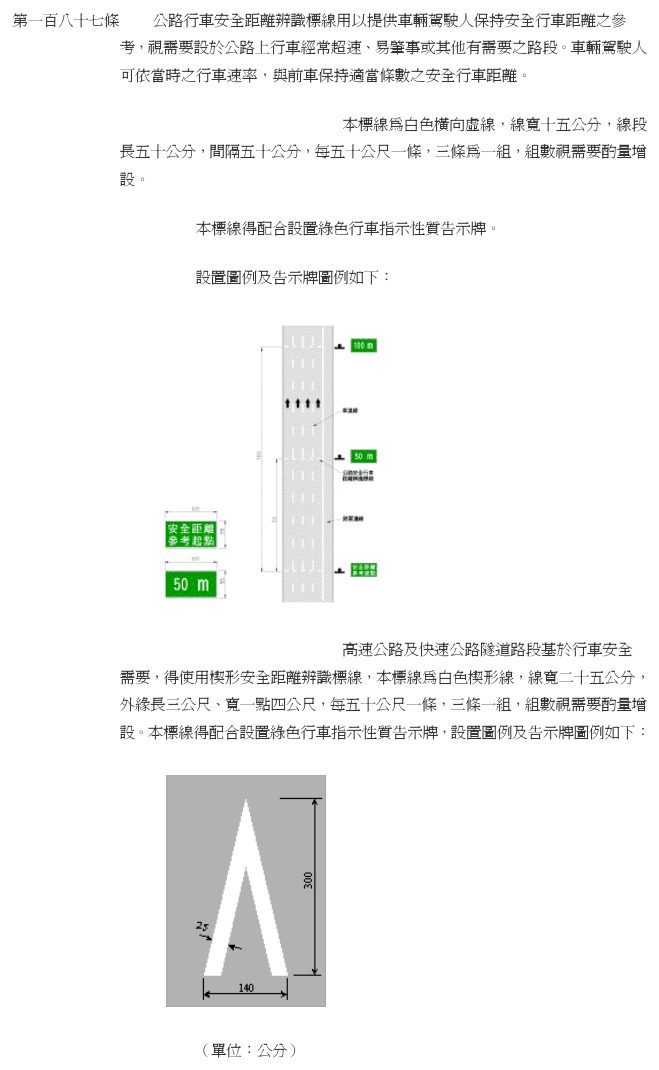 第一百八十七條　　公路行車安全距離辨識標線用以提供車輛駕駛人保持安全行車距離之參
考，視需要設於公路上行車經常超速、易肇事或其他有需要之路段。車輛駕駛人
可依當時之行車速率，與前車保持適當條數之安全行車距離。
本標線為白色橫向虛線，線寬十五公分，線段
長五十公分，間隔五十公分，每五十公尺一條，三條為一組，組數視需要酌量增
設。
本標線得配合設置綠色行車指示性質告示牌。
設置圖例及告示牌圖例如下：
100 m
車道線
50 m
公路安全行車
距離辨識標線
路面邊線
安全距離
參考起點
安全距離
參考起點
50 m
高速公路及快速公路隧道路段基於行車安全
需要，得使用楔形安全距離辨識標線，本標線為白色楔形線，線寬二十五公分，
外緣長三公尺、寬一點四公尺，每五十公尺一條，三條一組，組數視需要酌量增
設。本標線得配合設置綠色行車指示性質告示牌，設置圖例及告示牌圖例如下：
300
25
140
（單位：公分）